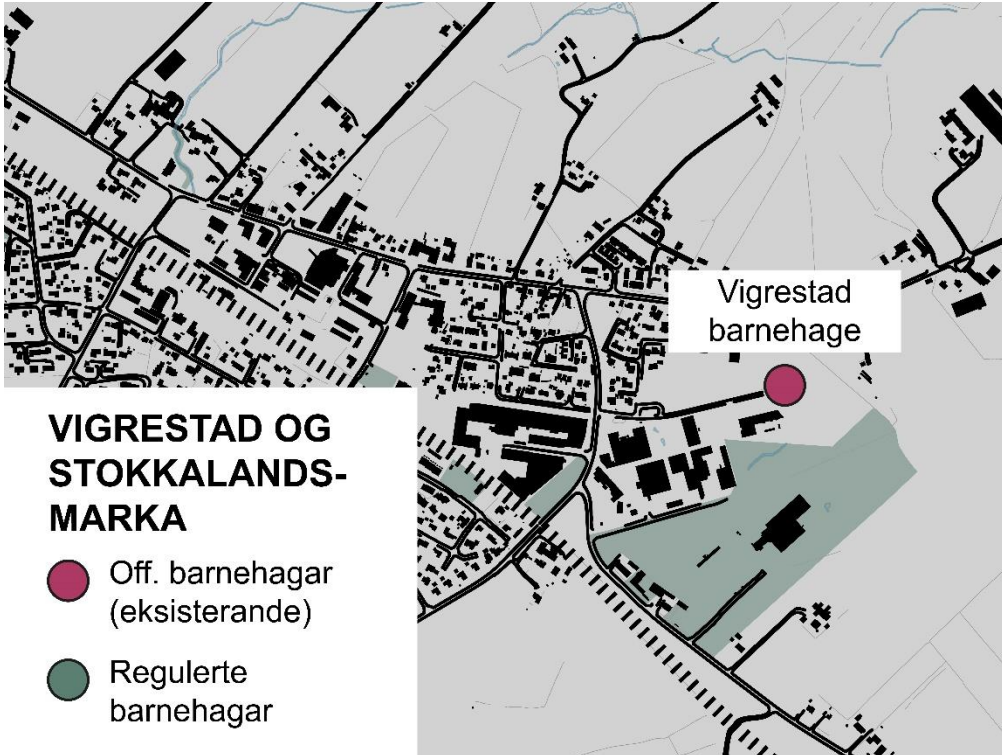 Vigrestad
barnehage
VIGRESTAD OG
STOKKALANDS-
MARKA
Off. barnehagar
(eksisterande)
Regulerte
barnehagar